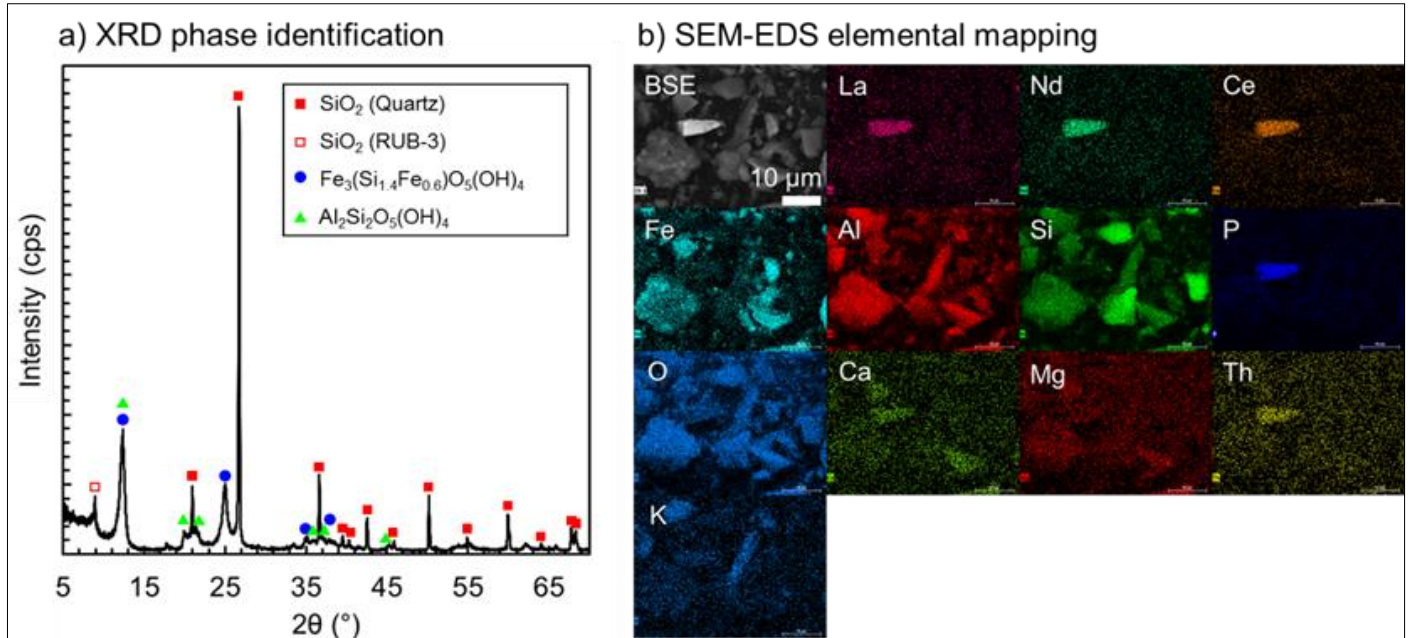 a) XRD phase identification
Intensity (cps)
SiO₂ (Quartz)
SiO₂ (RUB-3)
Fe₃(Si₁.₄Fe₀.₆)O₅(OH)₄
Al₂Si₂O₅(OH)₄
5 15 25 35 45 55 65
2θ (°)
b) SEM-EDS elemental mapping
BSE
10 μm
La
Nd
Ce
Fe
Al
Si
P
O
Ca
Mg
Th
K